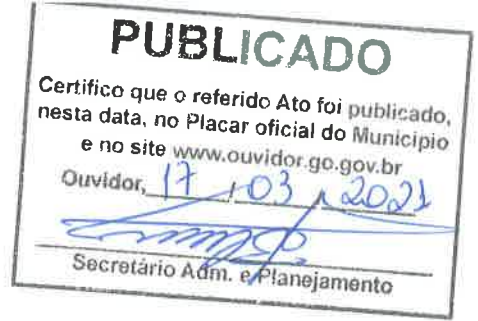 PUBLICADO
Certifico que o referido Ato foi publicado,
nesta data, no Placar oficial do Municipio
e no site www.ouvidor.go.gov.br
Ouvidor, 17 / 03 / 2021
Secretário Adm. e Planejamento